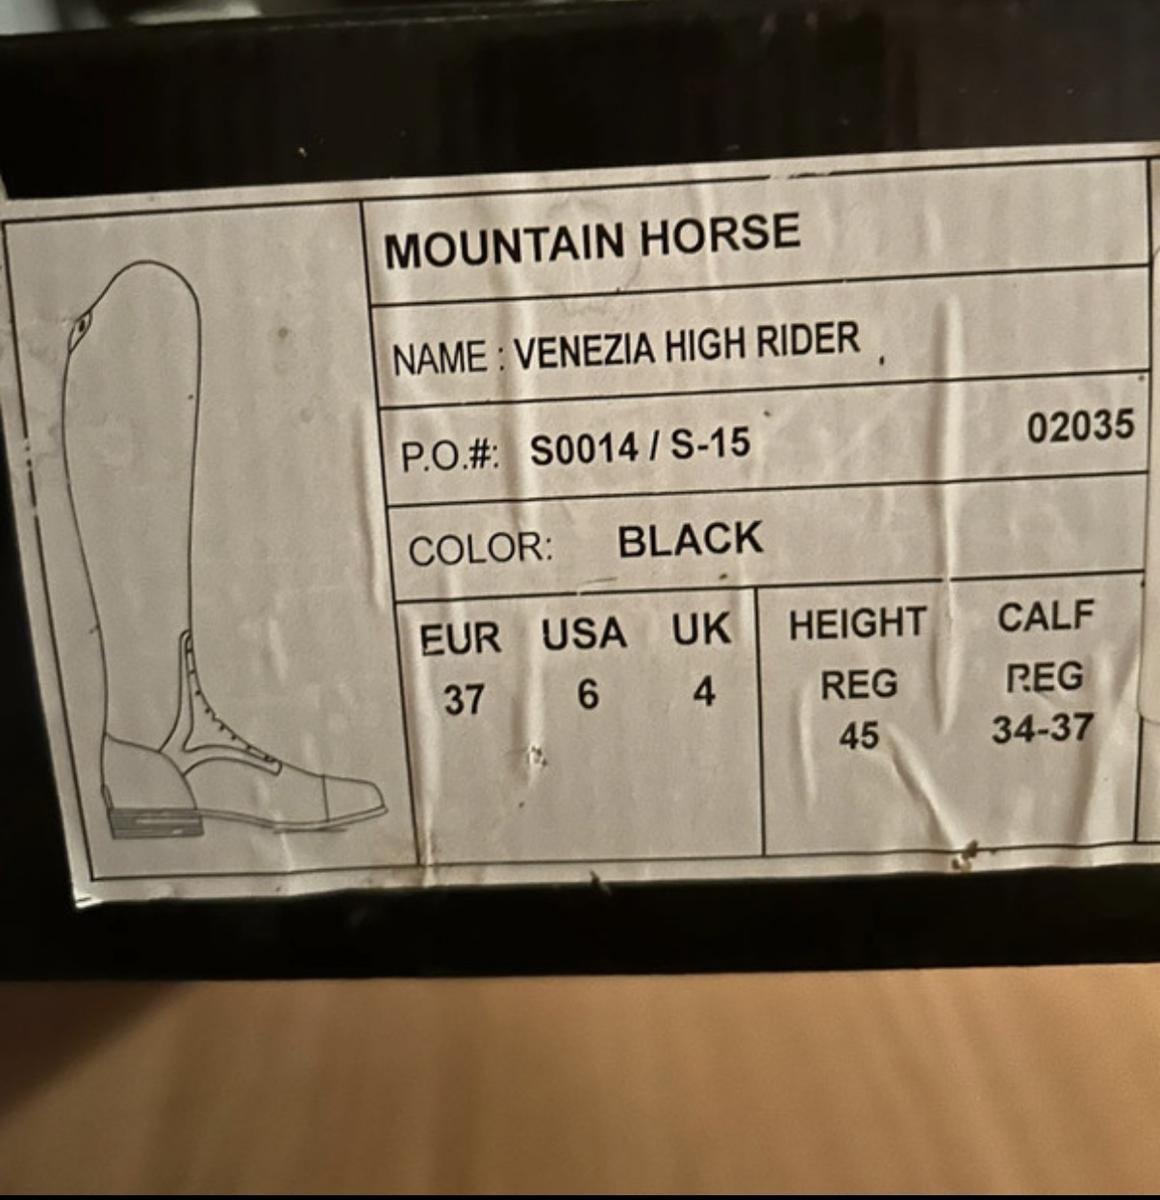 MOUNTAIN HORSE
NAME : VENEZIA HIGH RIDER
P.O.#: S0014 / S-15 02035
COLOR: BLACK
EUR USA UK HEIGHT CALF
37 6 4 REG REG
45 34-37